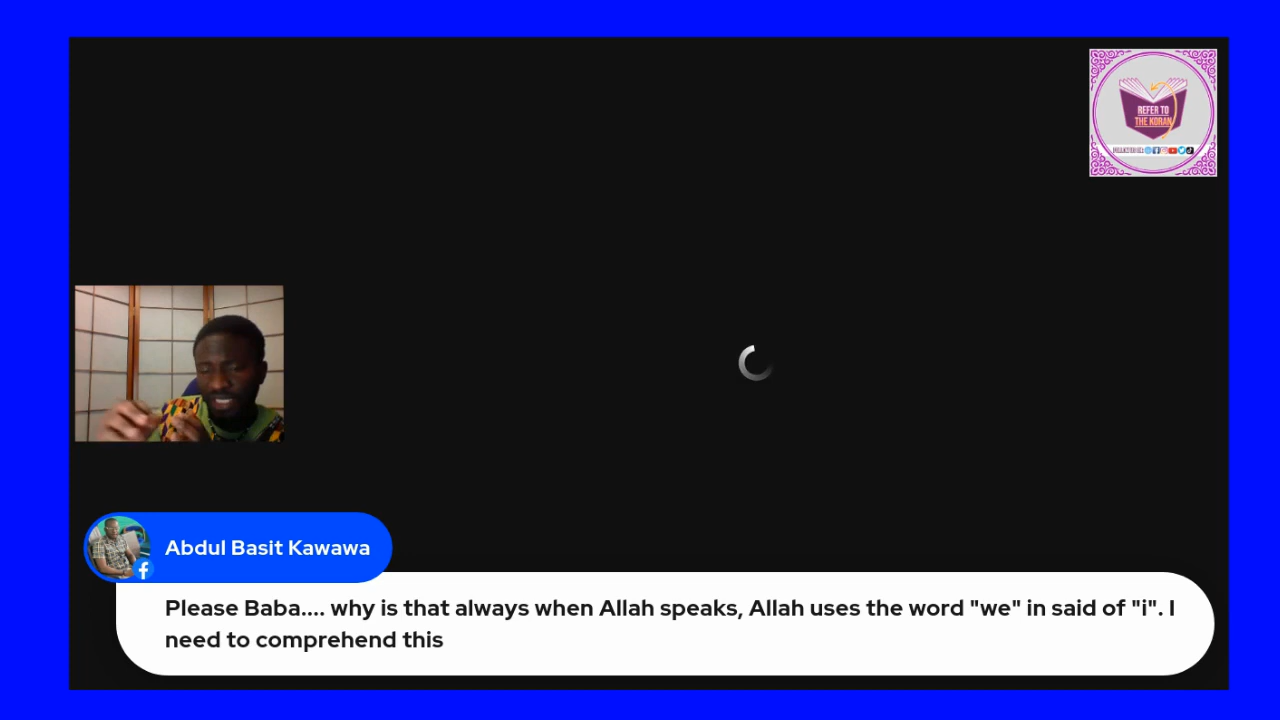 REFER TO
THE KORAN
Abdul Basit Kawawa
Please Baba.... why is that always when Allah speaks, Allah uses the word "we" in said of "i". I
need to comprehend this